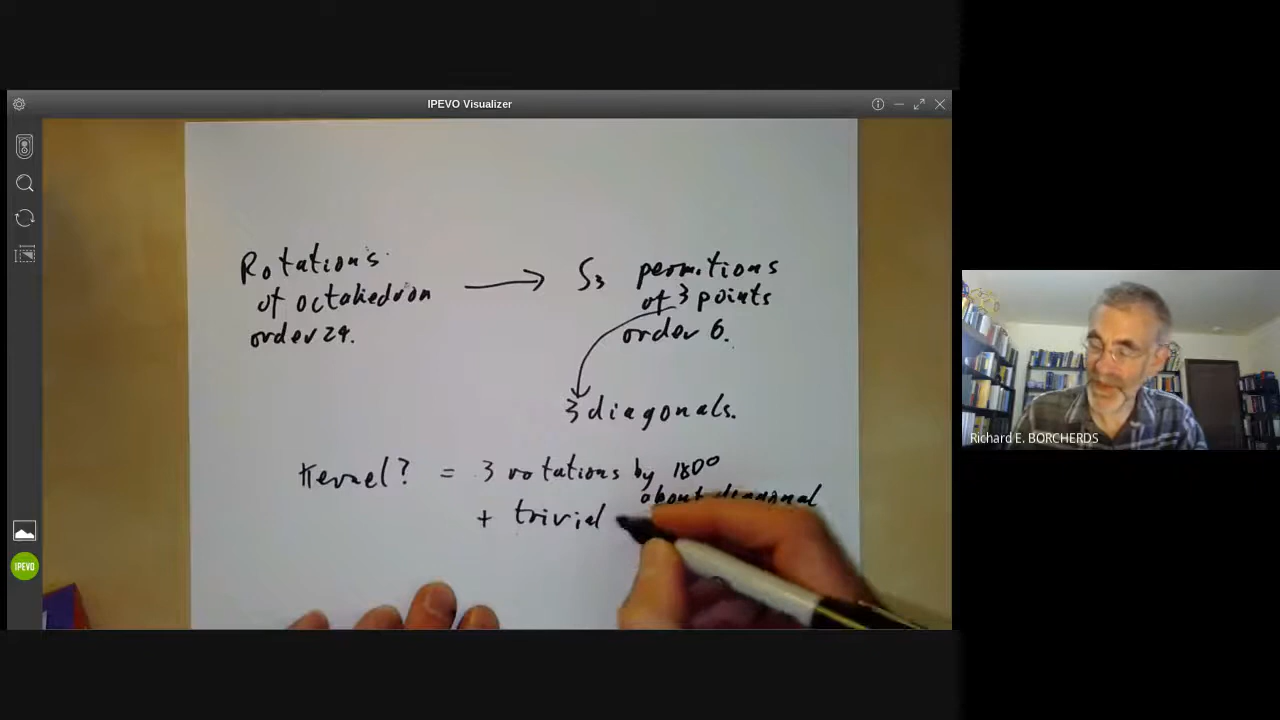 IPEVO Visualizer
Rotations
of octahedron
order 24.
S3 permutions
of 3 points
order 6.
3 diagonals.
Kernel? = 3 rotations by 180°
about diagonal
+ trivial
IPEVO
Richard E. BORCHERDS